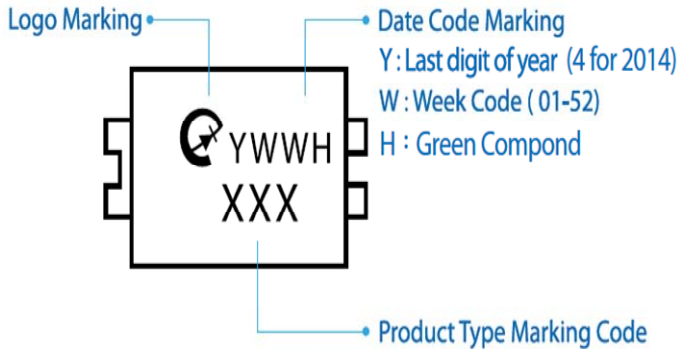 Logo Marking
Date Code Marking
Y : Last digit of year (4 for 2014)
W : Week Code ( 01-52)
H : Green Compond
YWWH
XXX
Product Type Marking Code